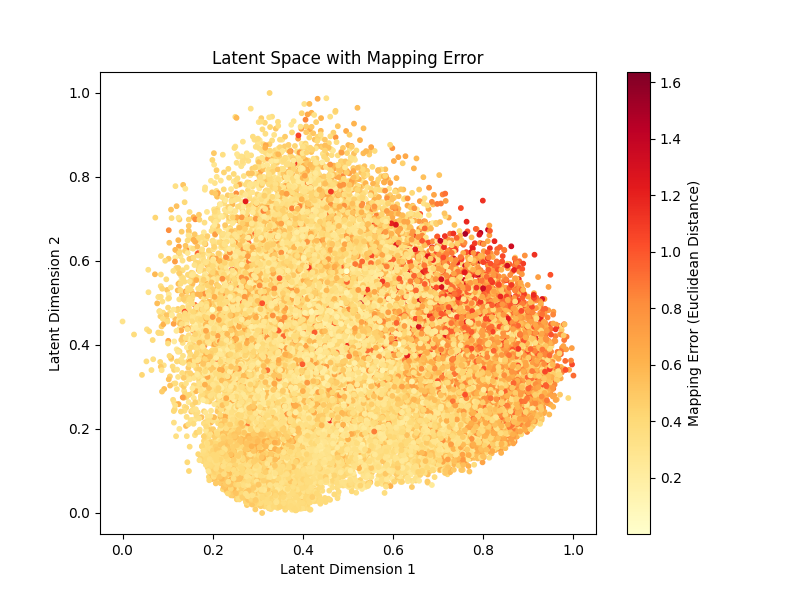 Latent Space with Mapping Error
Latent Dimension 2
1.0
0.8
0.6
0.4
0.2
0.0
0.0 0.2 0.4 0.6 0.8 1.0
Latent Dimension 1
1.6
1.4
1.2
1.0
0.8
0.6
0.4
0.2
Mapping Error (Euclidean Distance)